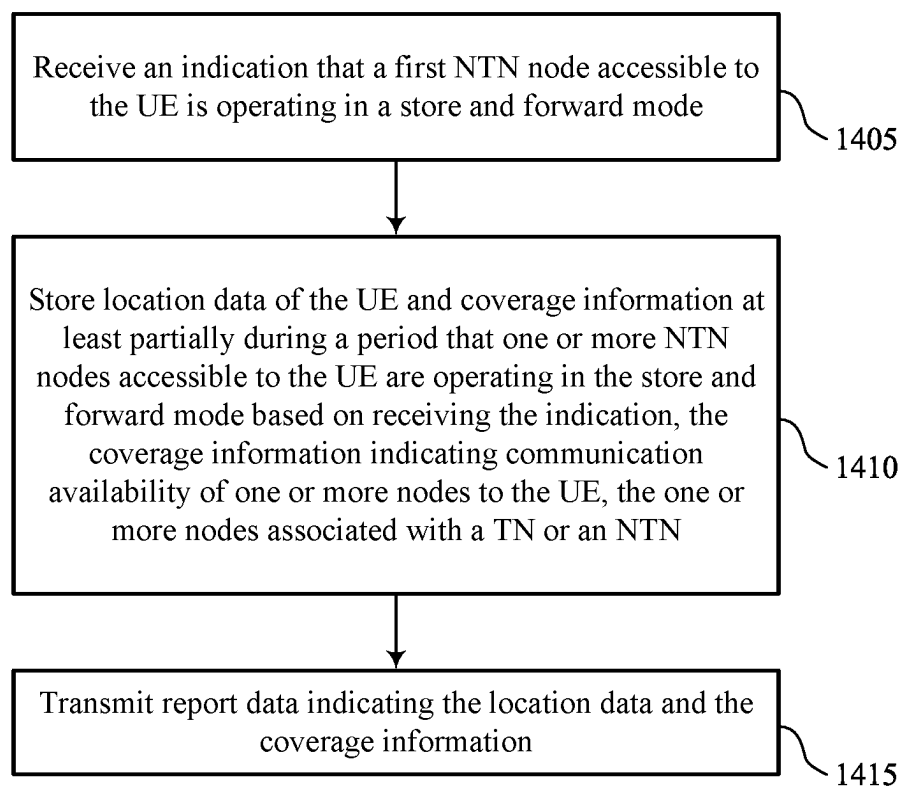 Receive an indication that a first NTN node accessible to
the UE is operating in a store and forward mode
1405
Store location data of the UE and coverage information at
least partially during a period that one or more NTN
nodes accessible to the UE are operating in the store and
forward mode based on receiving the indication, the
coverage information indicating communication
availability of one or more nodes to the UE, the one or
more nodes associated with a TN or an NTN
1410
Transmit report data indicating the location data and the
coverage information
1415